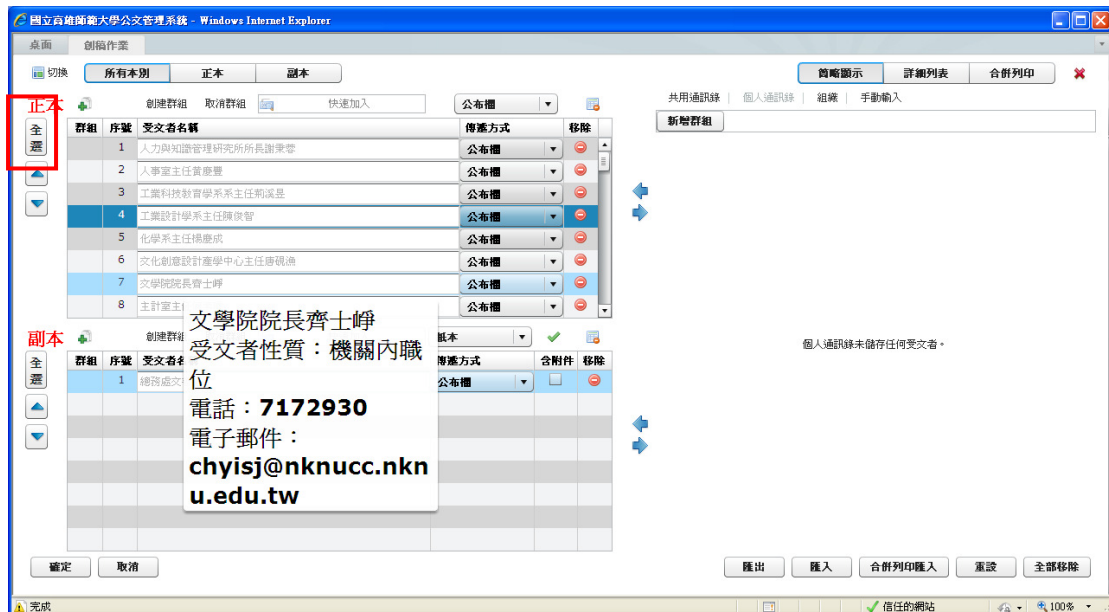 國立高雄師範大學公文管理系統 - Windows Internet Explorer
桌面 創稿作業
切換 所有本別 正本 副本 簡略顯示 詳細列表 合併列印
正本 創建群組 取消群組 快速加入 公布欄 共用通訊錄 個人通訊錄 組織 手動輸入
全選 群組 序號 受文者名稱 傳遞方式 移除 新增群組
1 人力與知識管理研究所所長謝秉蓉 公布欄
2 人事室主任黃慶豐 公布欄
3 工業科技教育學系系主任荊溪昱 公布欄
4 工業設計學系主任陳俊智 公布欄
5 化學系主任楊慶成 公布欄
6 文化創意設計產學中心主任唐硯漁 公布欄
7 文學院院長齊士崢 公布欄
8 主計室主 公布欄
文學院院長齊士崢
受文者性質：機關內職
位
電話：7172930
電子郵件：
chyisj@nknucc.nkn
u.edu.tw
副本 創建群組 紙本
全選 群組 序號 受文者名 傳遞方式 含附件 移除
1 總務處文 公布欄
個人通訊錄未儲存任何受文者。
確定 取消 匯出 匯入 合併列印匯入 重設 全部移除
完成 信任的網站 100%